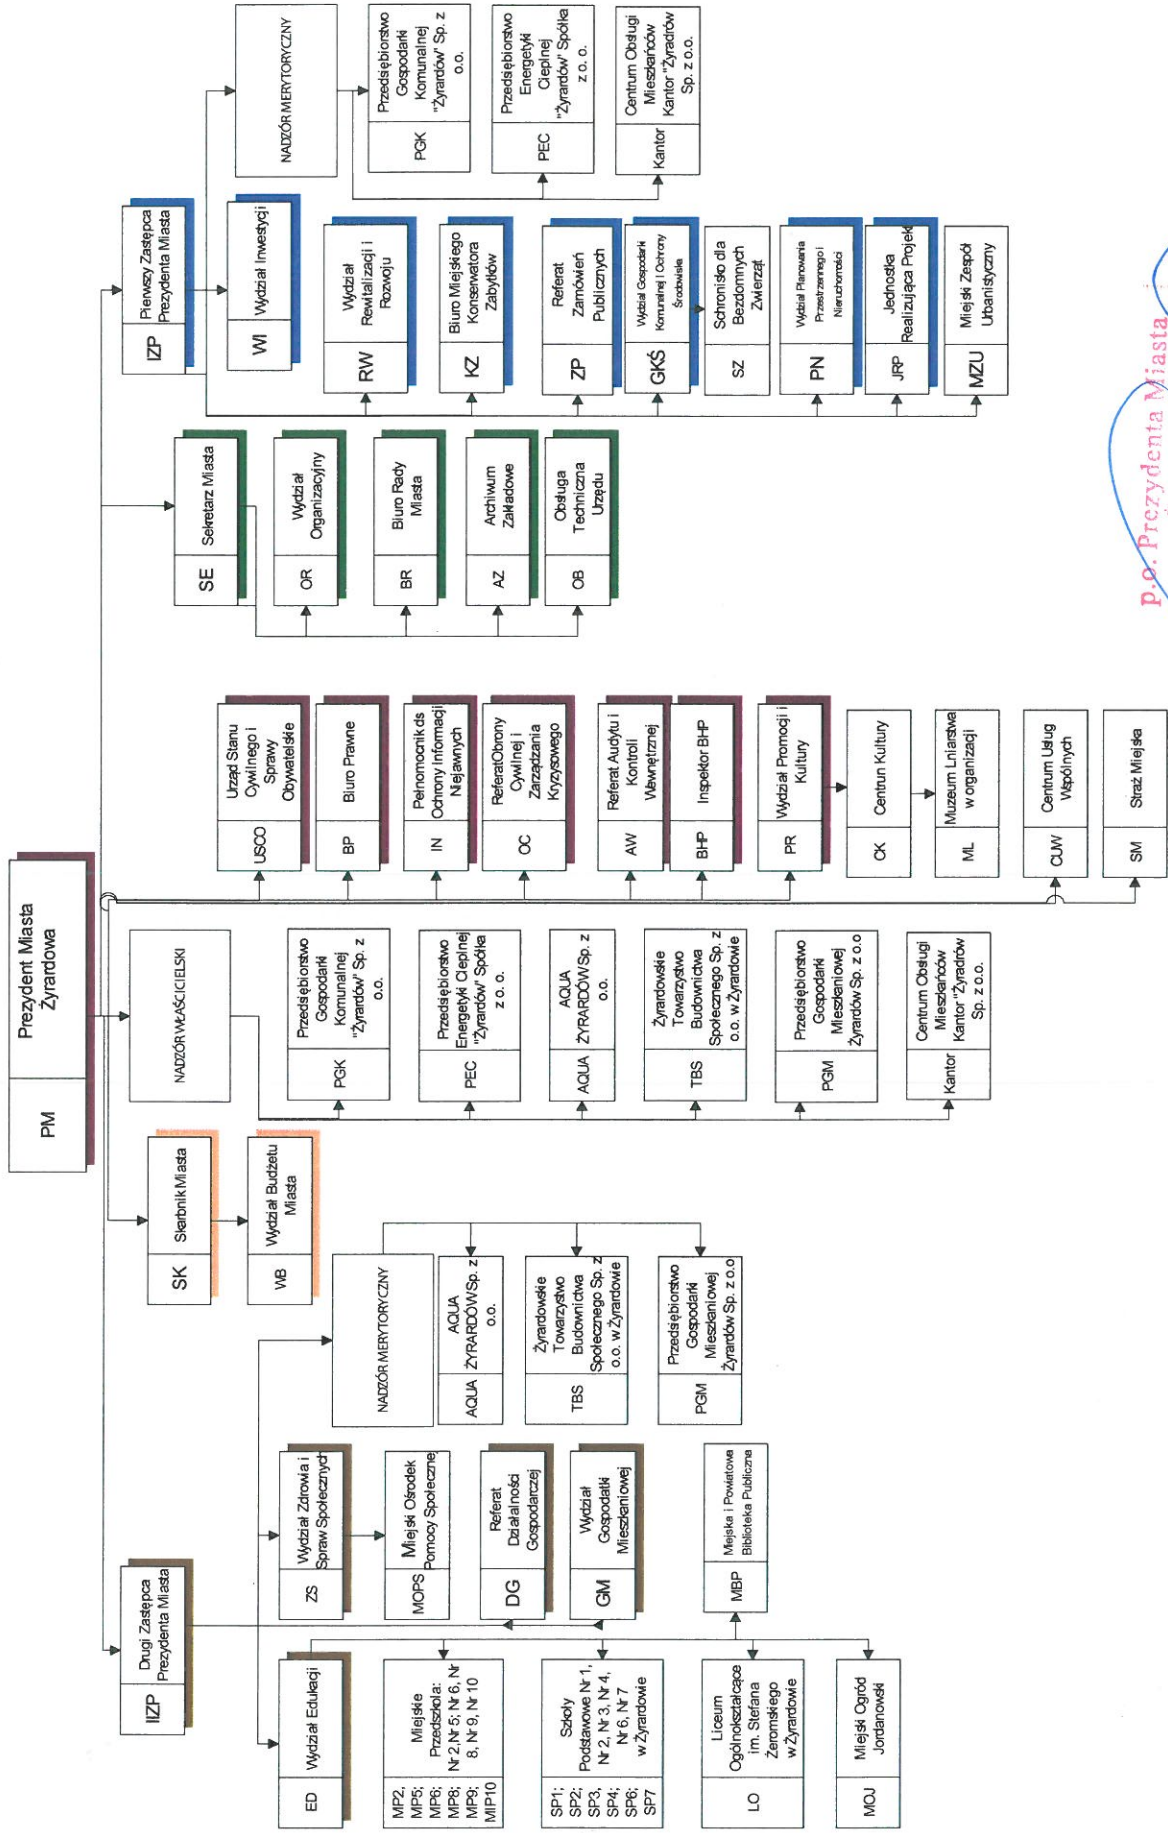 PM
Prezydent Miasta
Żyrardowa
IIZP
Drugi Zastępca
Prezydenta Miasta
ED
Wydział Edukacji
MP2,
MP5;
MP6;
MP8;
MP9;
MIP10
Miejskie
Przedszkola:
Nr 2, Nr 5; Nr 6, Nr
8, Nr 9, Nr 10
SP1;
SP2;
SP3,
SP4;
SP6;
SP7
Szkoły
Podstawowe Nr 1,
Nr 2, Nr 3, Nr 4,
Nr 6, Nr 7
w Żyrardowie
LO
Liceum
Ogólnokształcące
im. Stefana
Żeromskiego
w Żyrardowie
MOJ
Miejski Ogród
Jordanowski
ZS
Wydział Zdrowia i
Spraw Społecznych
MOPS
Miejski Ośrodek
Pomocy Społecznej
DG
Referat
Działalności
Gospodarczej
GM
Wydział
Gospodatki
Mieszkaniowej
MBP
Miejska i Powiatowa
Biblioteka Publiczna
NADZÓR MERYTORYCZNY
AQUA
AQUA
ŻYRARDÓW Sp. z
o.o.
TBS
Żyrardowskie
Towarzystwo
Budownictwa
Społecznego Sp. z
o.o. w Żyrardowie
PGM
Przedsiębiorstwo
Gospodarki
Mieszkaniowej
Żyrardów Sp. z o.o
SK
Skarbnik Miasta
WB
Wydział Budżetu
Miasta
NADZÓR WŁAŚCICIELSKI
PGK
Przedsiębiorstwo
Gospodarki
Komunalnej
"Żyrardów" Sp. z
o.o.
PEC
Przedsiębiorstwo
Energetyki Cieplnej
"Żyrardów" Spółka
z o. o.
AQUA
AQUA
ŻYRARDÓW Sp. z
o.o.
TBS
Żyrardowskie
Towarzystwo
Budownictwa
Społecznego Sp. z
o.o. w Żyrardowie
PGM
Przedsiębiorstwo
Gospodarki
Mieszkaniowej
Żyrardów Sp. z o.o
Kantor
Centrum Obsługi
Mieszkańców
Kantor "Żyradrów
Sp. z o.o.
USCO
Urząd Stanu
Cywilnego i
Sprawy
Obywatelskie
BP
Biuro Prawne
IN
Pełnomocnik ds
Ochrony Informacji
Niejawnych
OC
Referat Obrony
Cywilnej i
Zarządzania
Kryzysowego
AW
Referat Audytu i
Kontroli
Wewnętrznej
BHP
Inspektor BHP
PR
Wydział Promocji i
Kultury
CK
Centrun Kultury
ML
Muzeum Lniarstwa
w organizacji
CUW
Centrum Usług
Wspólnych
SM
Straż Miejska
SE
Sekretarz Miasta
OR
Wydział
Organizacyjny
BR
Biuro Rady
Miasta
AZ
Archiwum
Zakładowe
OB
Obsługa
Techniczna
Urzędu
IZP
Pierwszy Zastępca
Prezydenta Miasta
WI
Wydział Inwestycji
RW
Wydział
Rewitalizacji i
Rozwoju
KZ
Biuro Miejskiego
Konserwatora
Zabytków
ZP
Referat
Zamówień
Publicznych
GKŚ
Wydział Gospodarki
Komunalnej I Ochrony
Środowiska
SZ
Schronisko dla
Bezdomnych
Zwierząt
PN
Wydział Planowania
Przestrzennego i
Nieruchomości
JRP
Jednostka
Realizująca Projekt
MZU
Miejski Zespół
Urbanistyczny
NADZÓR MERYTORYCZNY
PGK
Przedsiębiorstwo
Gospodarki
Komunalnej
"Żyrardów" Sp. z
o.o.
PEC
Przedsiębiorstwo
Energetyki
Cieplnej
"Żyrardów" Spółka
z o. o.
Kantor
Centrum Obsługi
Mieszkańców
Kantor "Żyradrów
Sp. z o.o.
p.o. Prezydenta Miasta